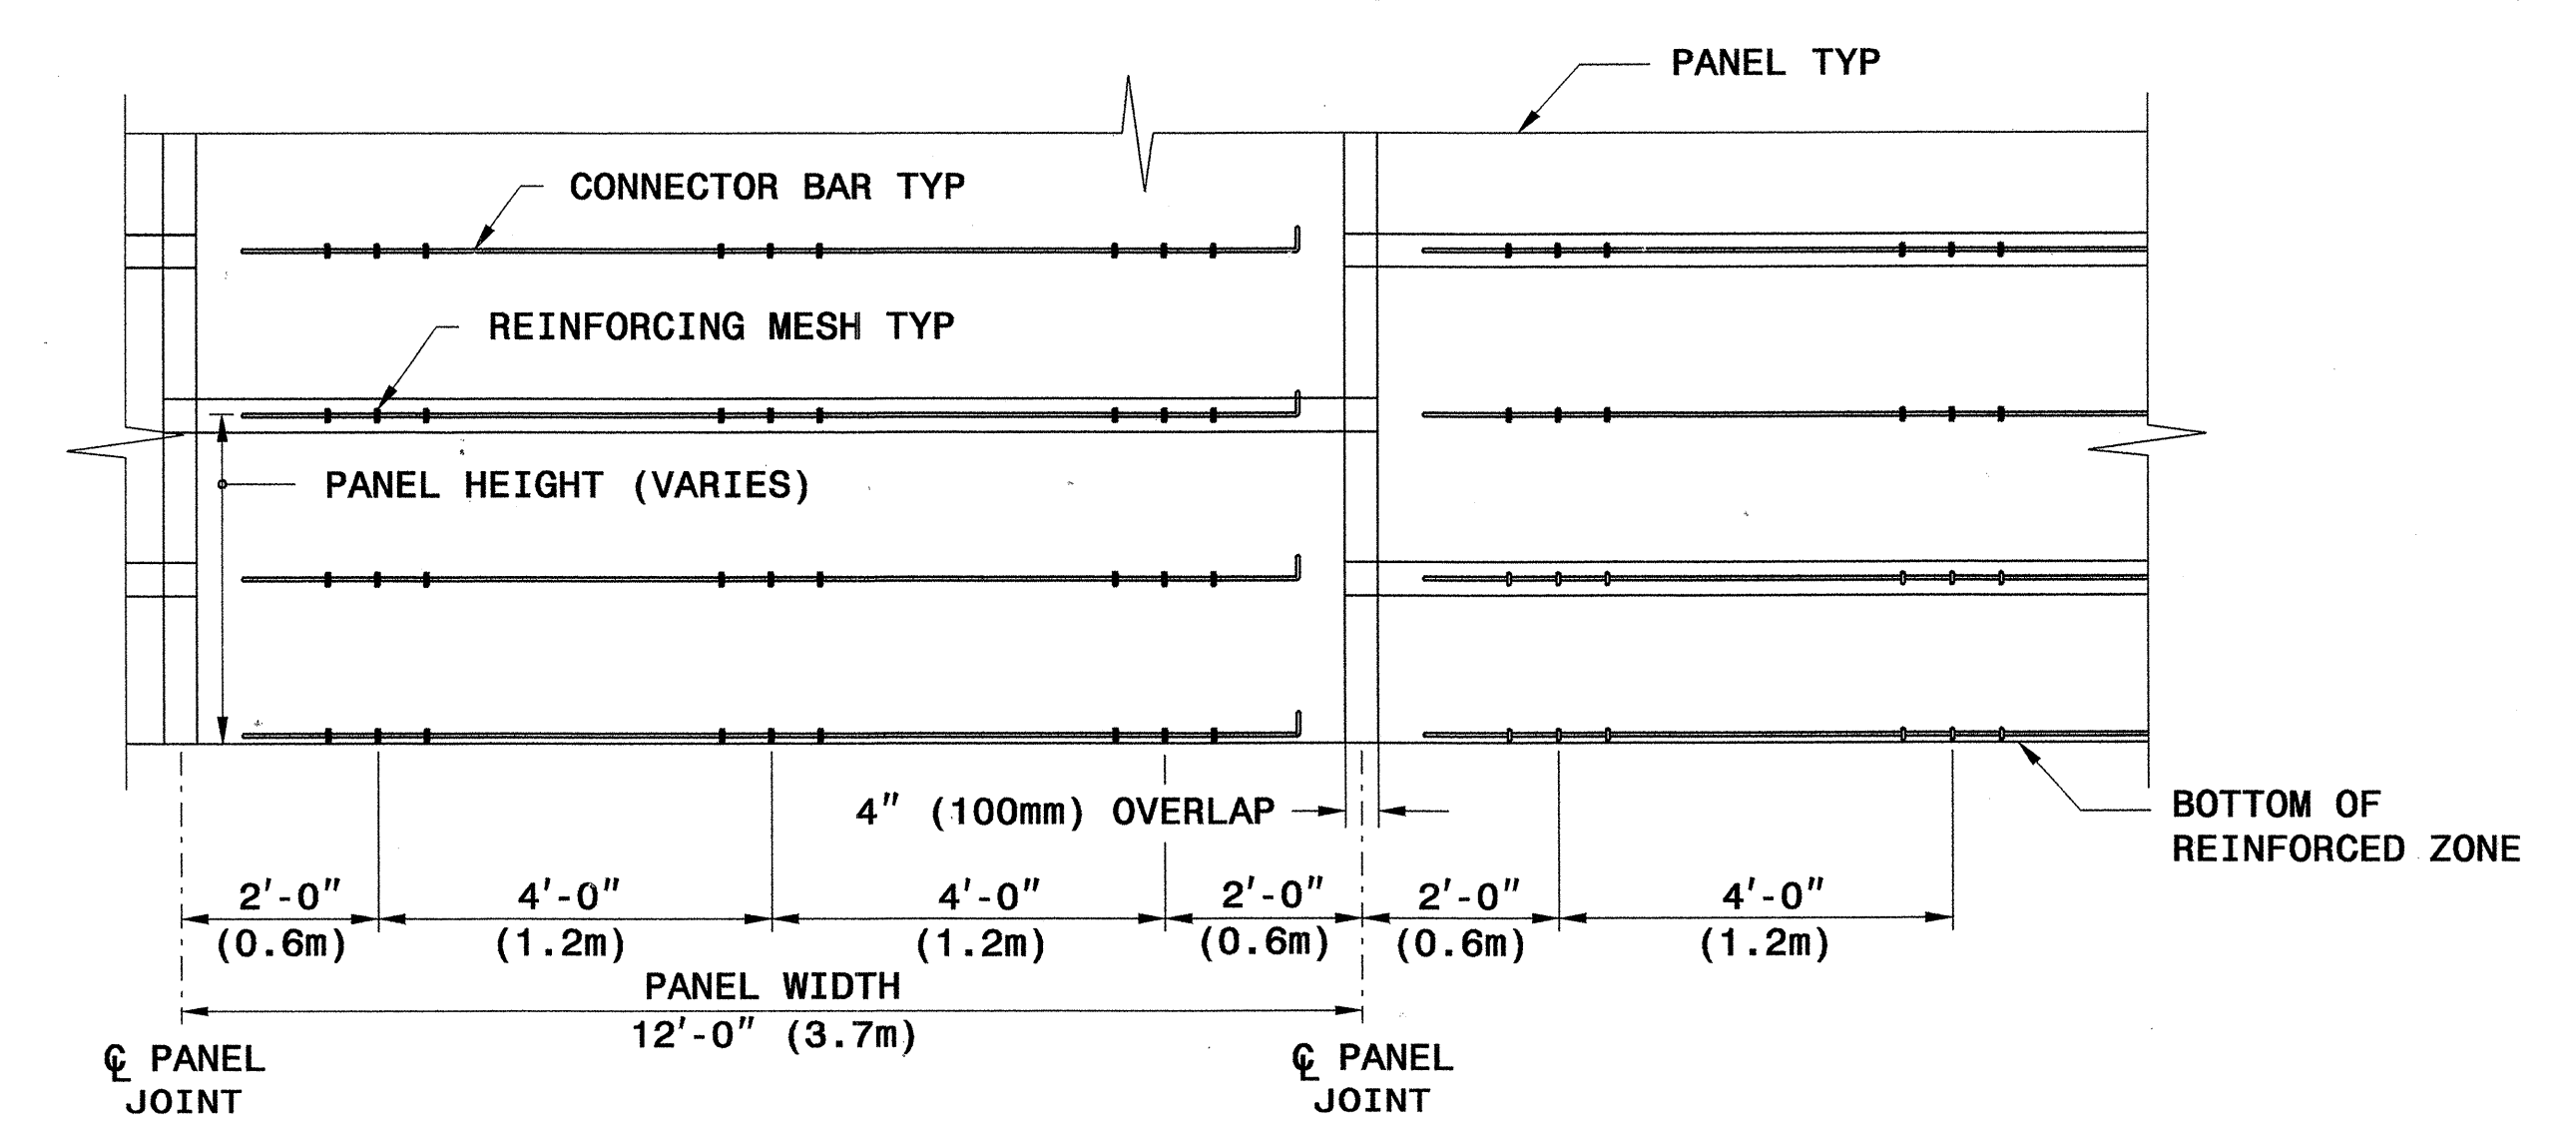 PANEL TYP
CONNECTOR BAR TYP
REINFORCING MESH TYP
PANEL HEIGHT (VARIES)
4" (100mm) OVERLAP
BOTTOM OF
REINFORCED ZONE
2'-0" 4'-0" 4'-0" 2'-0" 2'-0" 4'-0"
(0.6m) (1.2m) (1.2m) (0.6m) (0.6m) (1.2m)
PANEL WIDTH
12'-0" (3.7m)
℄ PANEL
JOINT
℄ PANEL
JOINT